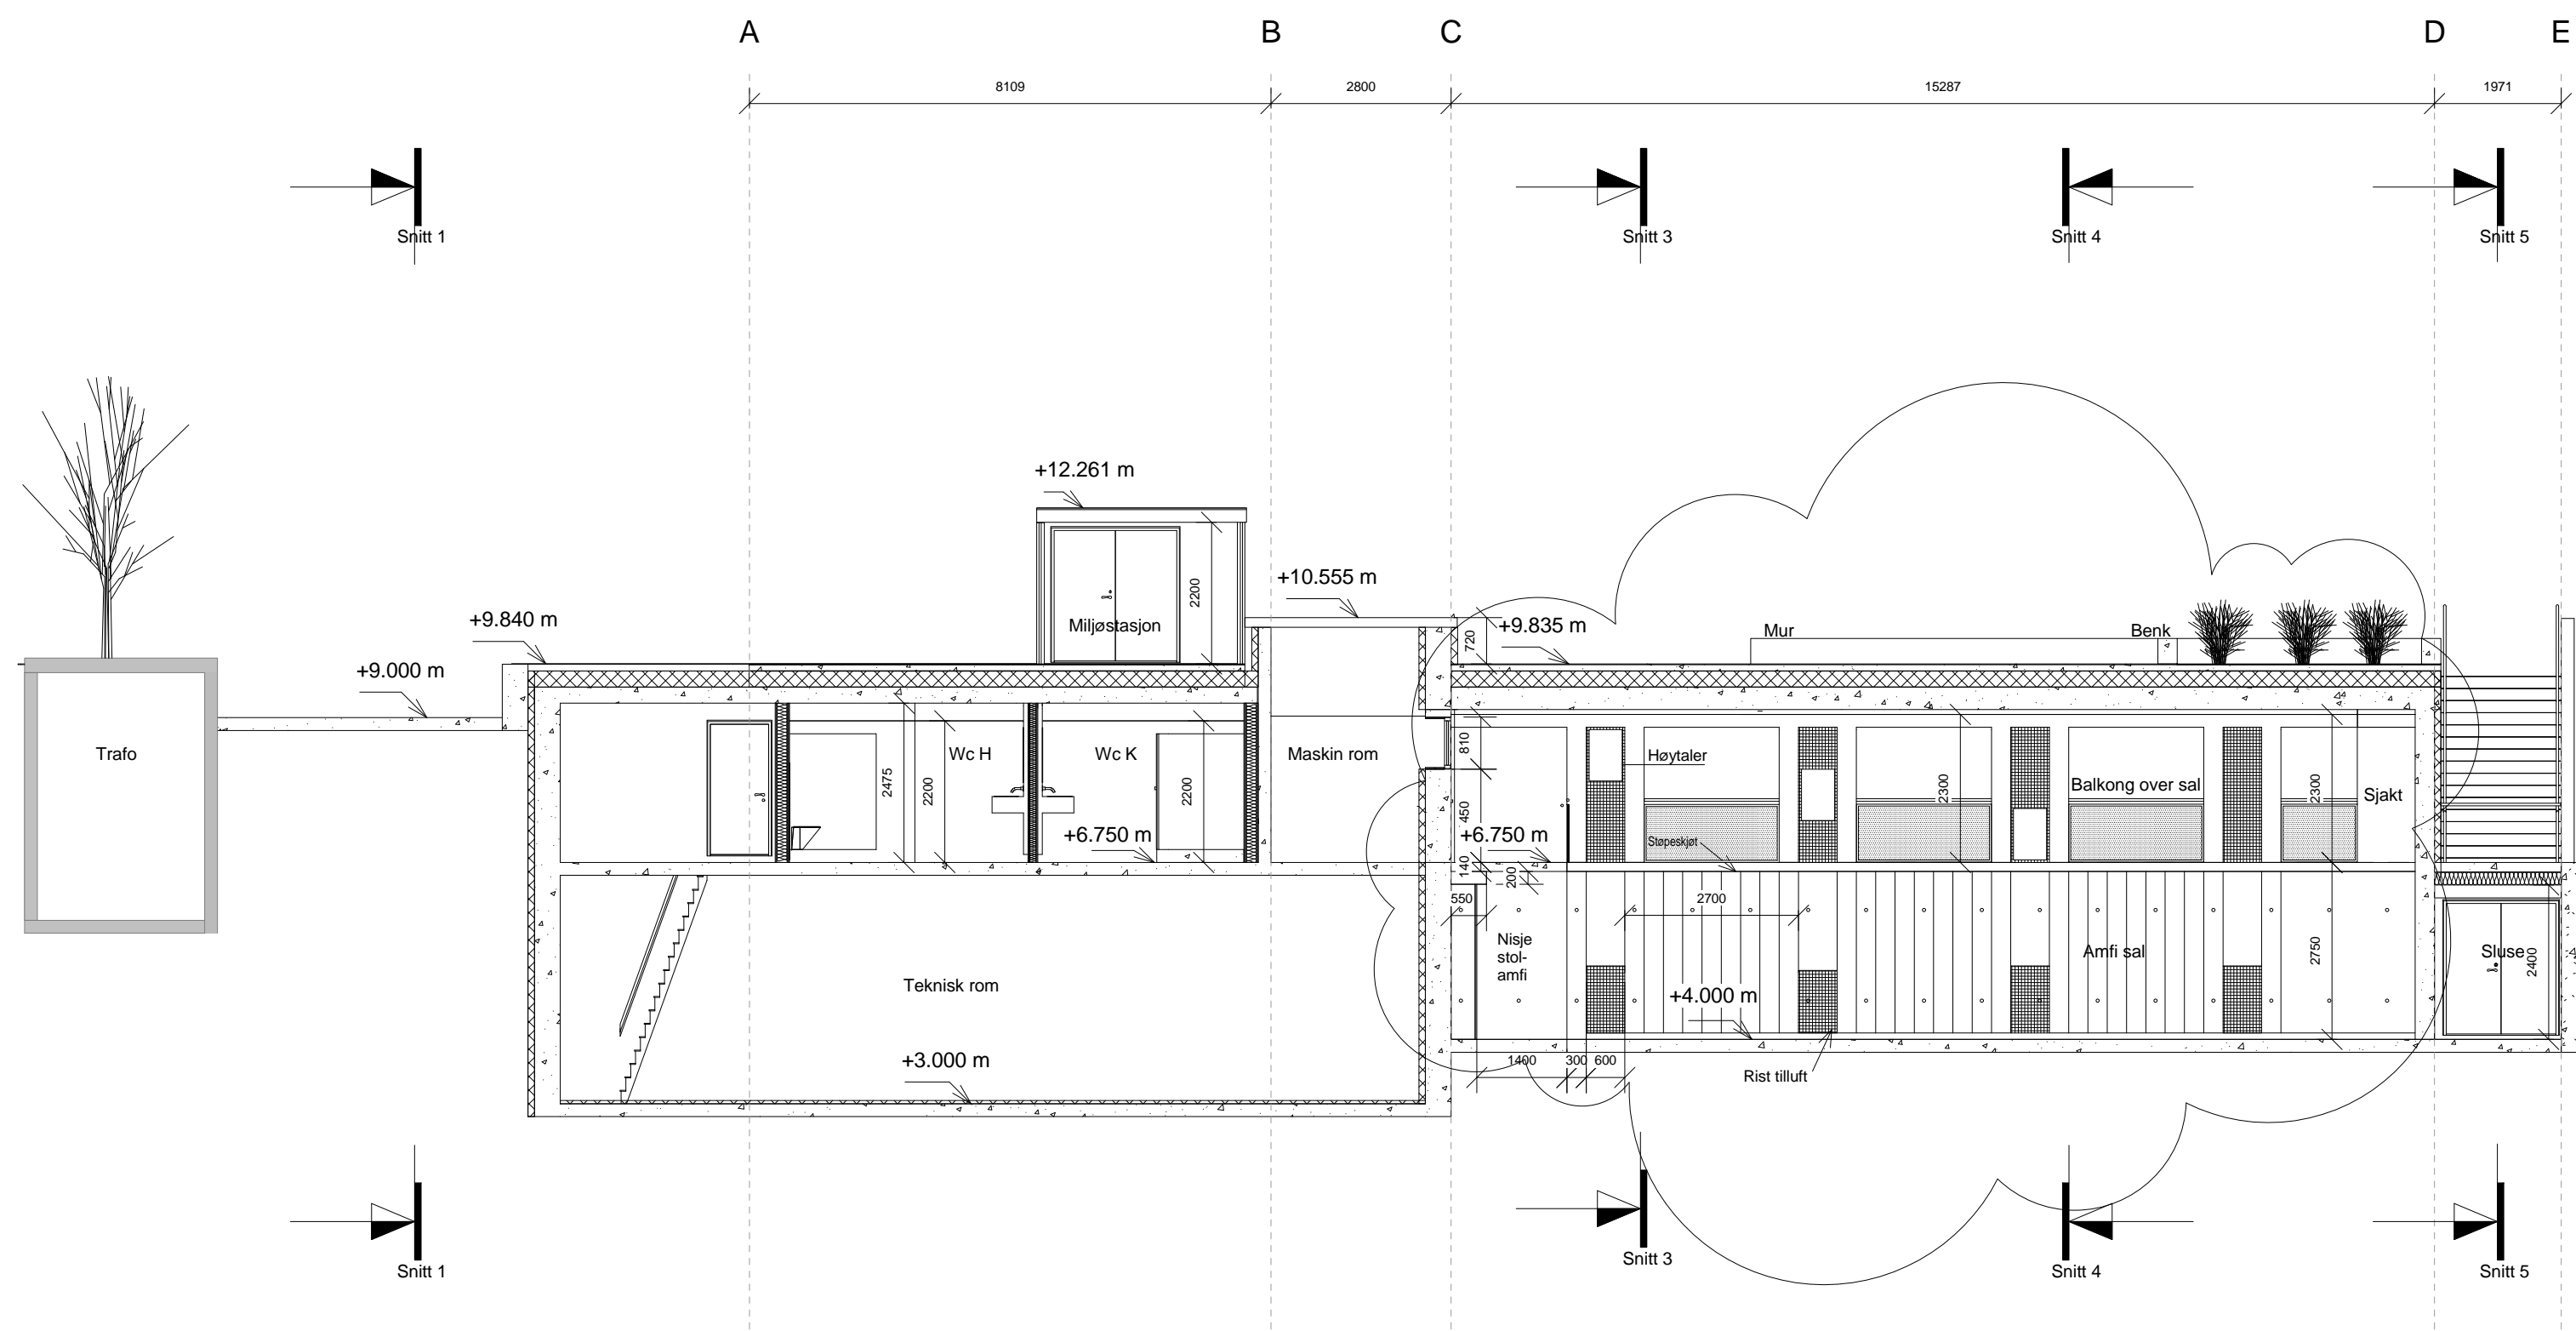 A B C D E
8109 2800 15287 1971
Snitt 1 Snitt 3 Snitt 4 Snitt 5
+12.261 m
+10.555 m
+9.840 m
+9.835 m
+9.000 m
2200
Miljøstasjon
720
Mur
Benk
Trafo
2475
2200
Wc H
Wc K
2200
Maskin rom
810
450
140
200
550
Høytaler
2300
Balkong over sal
2300
Sjakt
Støpeskjøt
+6.750 m
+6.750 m
2700
Nisje
stol-
amfi
Amfi sal
2750
Sluse
2400
Teknisk rom
+4.000 m
+3.000 m
1400 300 600
Rist tilluft
Snitt 1 Snitt 3 Snitt 4 Snitt 5